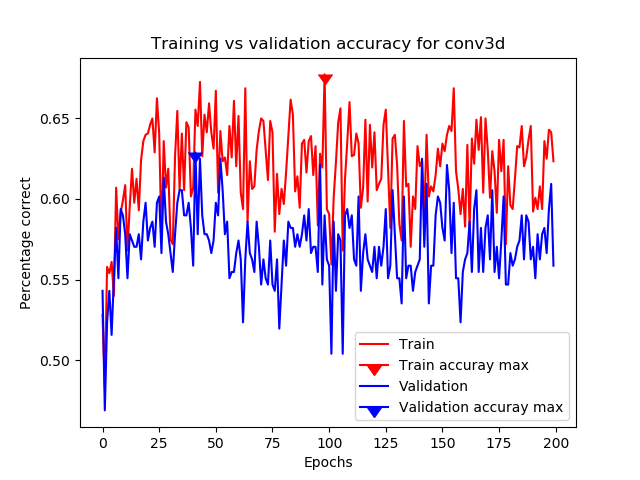 Training vs validation accuracy for conv3d
Percentage correct
0.65
0.60
0.55
0.50
0
25
50
75
100
125
150
175
200
Epochs
Train
Train accuray max
Validation
Validation accuray max